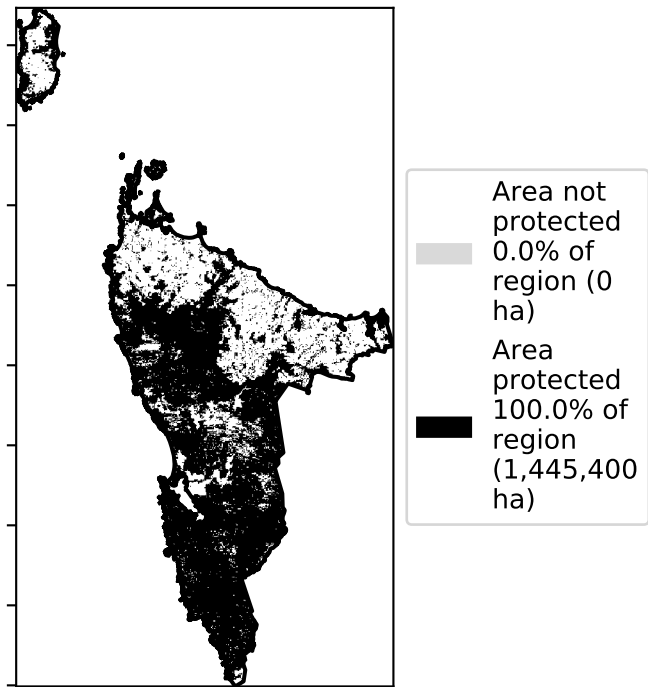 Area not
protected
0.0% of
region (0
ha)
Area
protected
100.0% of
region
(1,445,400
ha)